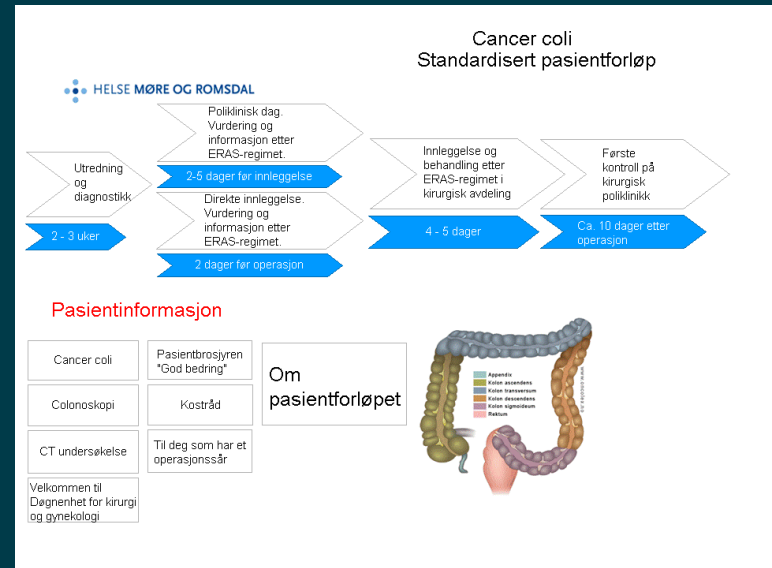 Cancer coli
Standardisert pasientforløp
HELSE MØRE OG ROMSDAL
Utredning
og
diagnostikk
2 - 3 uker
Poliklinisk dag.
Vurdering og
informasjon etter
ERAS-regimet.
2-5 dager før innleggelse
Direkte innleggelse.
Vurdering og
informasjon etter
ERAS-regimet.
2 dager før operasjon
Innleggelse og
behandling etter
ERAS-regimet i
kirurgisk avdeling
4 - 5 dager
Første
kontroll på
kirurgisk
poliklinikk
Ca. 10 dager etter
operasjon
Pasientinformasjon
Cancer coli
Colonoskopi
CT undersøkelse
Velkommen til
Døgnenhet for kirurgi
og gynekologi
Pasientbrosjyren
"God bedring"
Kostråd
Til deg som har et
operasjonssår
Om
pasientforløpet
Appendix
Kolon ascendens
Kolon transversum
Kolon descendens
Kolon sigmoideum
Rektum